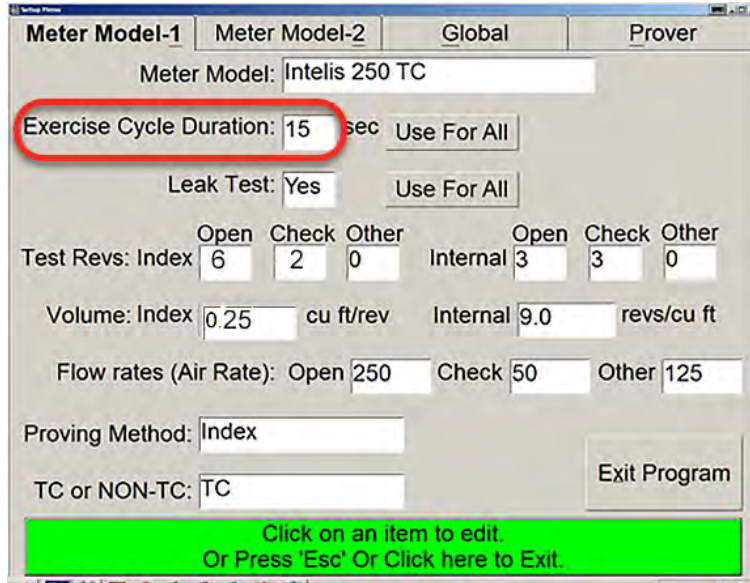 Setup Menu
Meter Model-1 Meter Model-2 Global Prover
Meter Model: Intelis 250 TC
Exercise Cycle Duration: 15 sec Use For All
Leak Test: Yes Use For All
Open Check Other Open Check Other
Test Revs: Index 6 2 0 Internal 3 3 0
Volume: Index 0.25 cu ft/rev Internal 9.0 revs/cu ft
Flow rates (Air Rate): Open 250 Check 50 Other 125
Proving Method: Index
TC or NON-TC: TC
Exit Program
Click on an item to edit.
Or Press 'Esc' Or Click here to Exit.